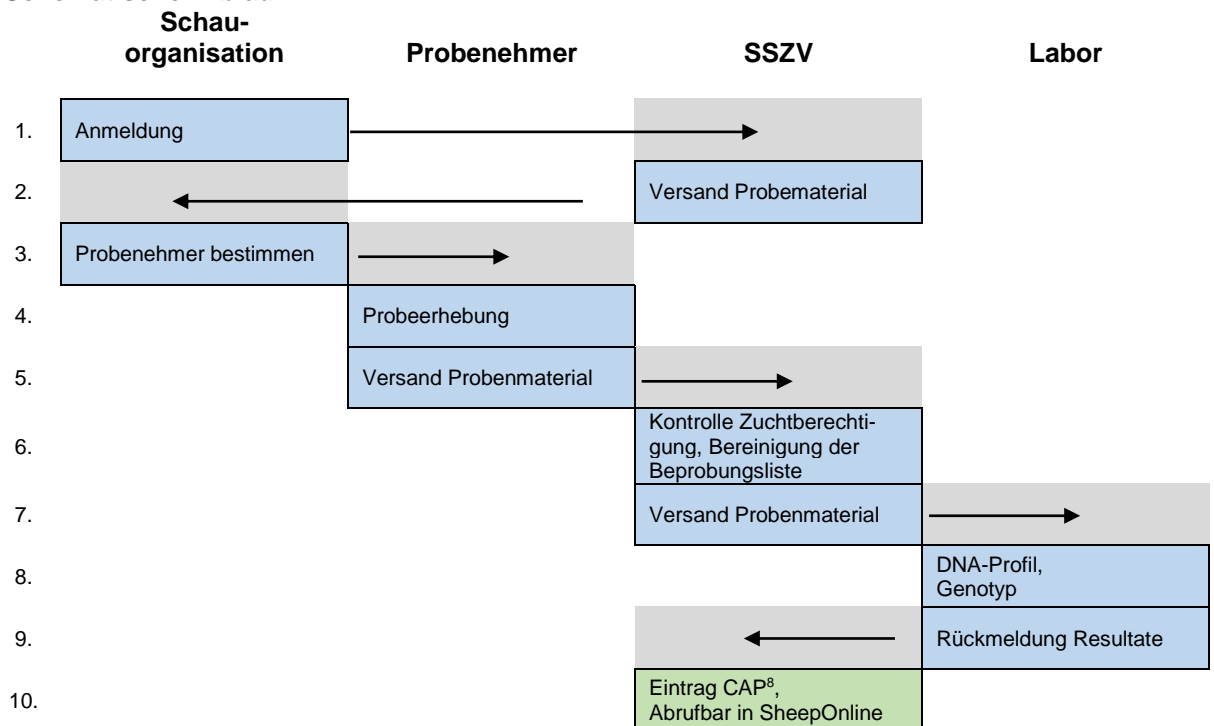 Schau-
organisation
Probenehmer
SSZV
Labor
1.
Anmeldung
2.
Versand Probematerial
3.
Probenehmer bestimmen
4.
Probeerhebung
5.
Versand Probenmaterial
6.
Kontrolle Zuchtberechti-
gung, Bereinigung der
Beprobungsliste
7.
Versand Probenmaterial
8.
DNA-Profil,
Genotyp
9.
Rückmeldung Resultate
10.
Eintrag CAP⁸,
Abrufbar in SheepOnline